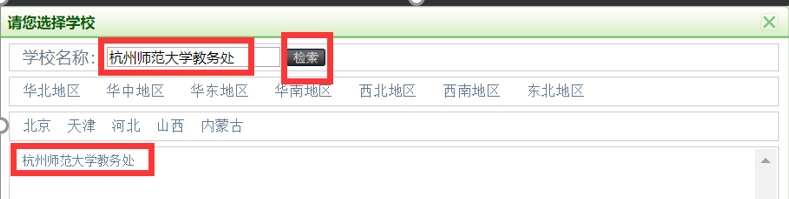 请您选择学校
学校名称: 杭州师范大学教务处 检索
华北地区 华中地区 华东地区 华南地区 西北地区 西南地区 东北地区
北京 天津 河北 山西 内蒙古
杭州师范大学教务处